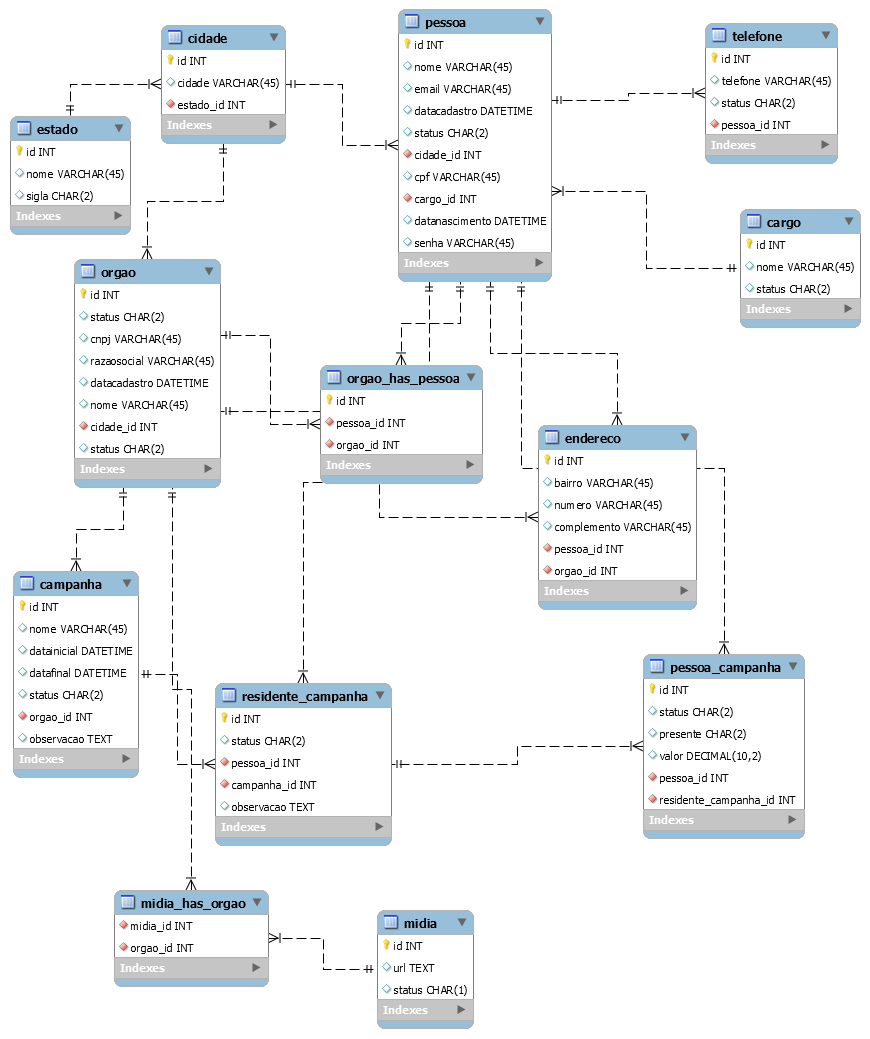 cidade
id INT
cidade VARCHAR(45)
estado_id INT
Indexes
estado
id INT
nome VARCHAR(45)
sigla CHAR(2)
Indexes
pessoa
id INT
nome VARCHAR(45)
email VARCHAR(45)
datacadastro DATETIME
status CHAR(2)
cidade_id INT
cpf VARCHAR(45)
cargo_id INT
datanascimento DATETIME
senha VARCHAR(45)
Indexes
telefone
id INT
telefone VARCHAR(45)
status CHAR(2)
pessoa_id INT
Indexes
cargo
id INT
nome VARCHAR(45)
status CHAR(2)
Indexes
orgao
id INT
status CHAR(2)
cnpj VARCHAR(45)
razaosocial VARCHAR(45)
datacadastro DATETIME
nome VARCHAR(45)
cidade_id INT
status CHAR(2)
Indexes
orgao_has_pessoa
id INT
pessoa_id INT
orgao_id INT
Indexes
endereco
id INT
bairro VARCHAR(45)
numero VARCHAR(45)
complemento VARCHAR(45)
pessoa_id INT
orgao_id INT
Indexes
campanha
id INT
nome VARCHAR(45)
datainicial DATETIME
datafinal DATETIME
status CHAR(2)
orgao_id INT
observacao TEXT
Indexes
residente_campanha
id INT
status CHAR(2)
pessoa_id INT
campanha_id INT
observacao TEXT
Indexes
pessoa_campanha
id INT
status CHAR(2)
presente CHAR(2)
valor DECIMAL(10,2)
pessoa_id INT
residente_campanha_id INT
Indexes
midia_has_orgao
midia_id INT
orgao_id INT
Indexes
midia
id INT
url TEXT
status CHAR(1)
Indexes